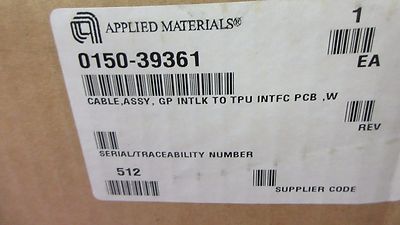 APPLIED MATERIALS® 1
0150-39361 EA
CABLE,ASSY, GP INTLK TO TPU INTFC PCB ,W
REV
SERIAL/TRACEABILITY NUMBER
512
SUPPLIER CODE